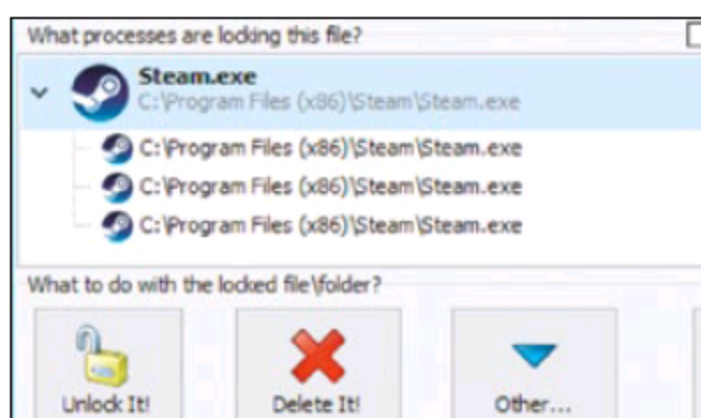 What processes are locking this file?
Steam.exe
C:\Program Files (x86)\Steam\Steam.exe
C:\Program Files (x86)\Steam\Steam.exe
C:\Program Files (x86)\Steam\Steam.exe
C:\Program Files (x86)\Steam\Steam.exe
What to do with the locked file\folder?
Unlock It! Delete It! Other...